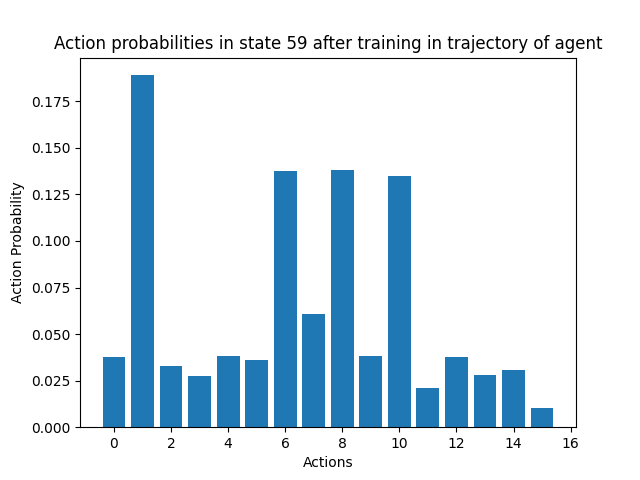 Action probabilities in state 59 after training in trajectory of agent
0.175
0.150
0.125
0.100
0.075
0.050
0.025
0.000
Action Probability
0 2 4 6 8 10 12 14 16
Actions